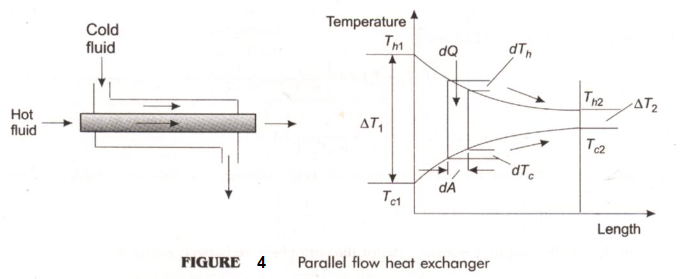 Cold
fluid
Hot
fluid
Temperature
T_h1
dQ
dT_h
ΔT_1
T_h2
ΔT_2
T_c2
dT_c
dA
T_c1
Length
FIGURE 4 Parallel flow heat exchanger